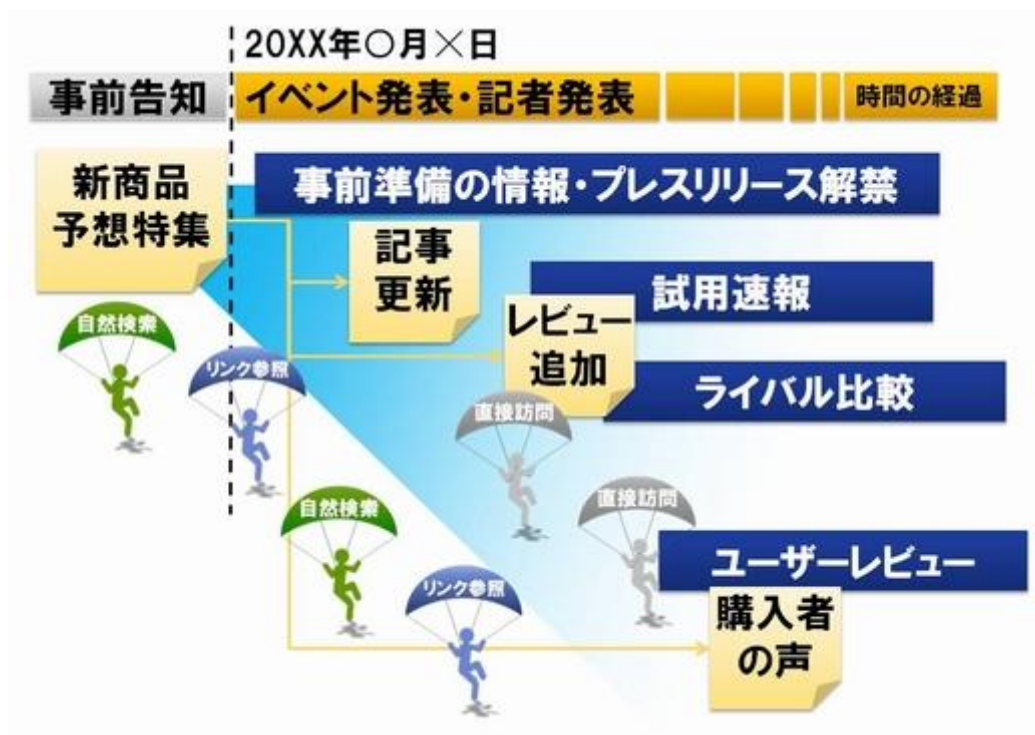 20XX年〇月×日
事前告知
イベント発表・記者発表
時間の経過
新商品
予想特集
事前準備の情報・プレスリリース解禁
記事
更新
試用速報
レビュー
追加
自然検索
リンク参照
ライバル比較
直接訪問
直接訪問
自然検索
ユーザーレビュー
リンク参照
購入者
の声